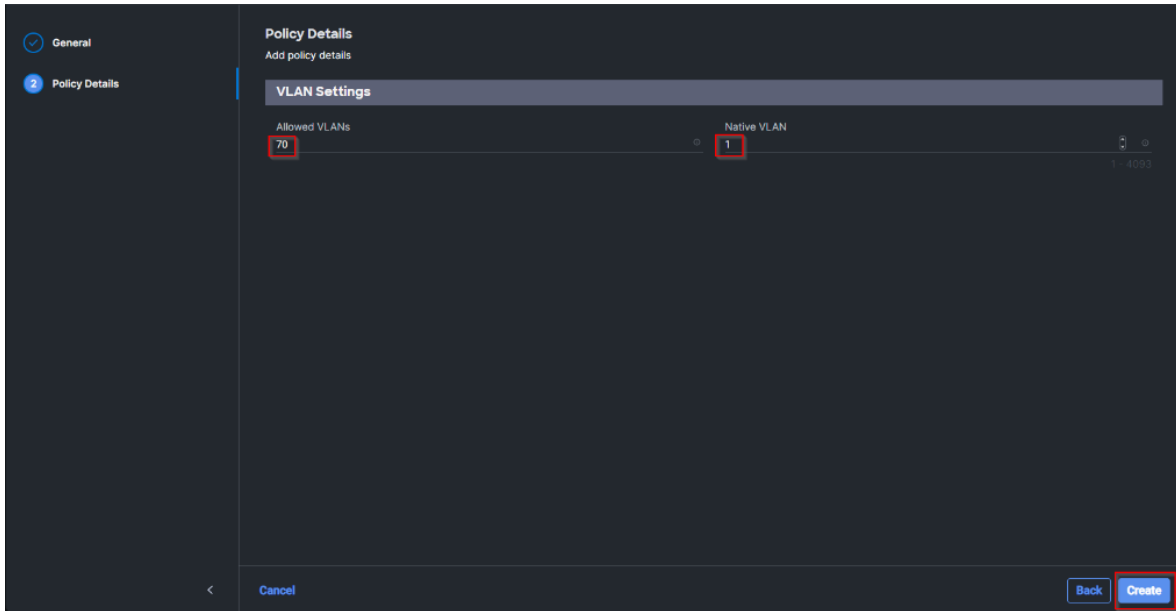 General
2 Policy Details
Policy Details
Add policy details
VLAN Settings
Allowed VLANs
70
Native VLAN
1
1 - 4093
Cancel
Back
Create